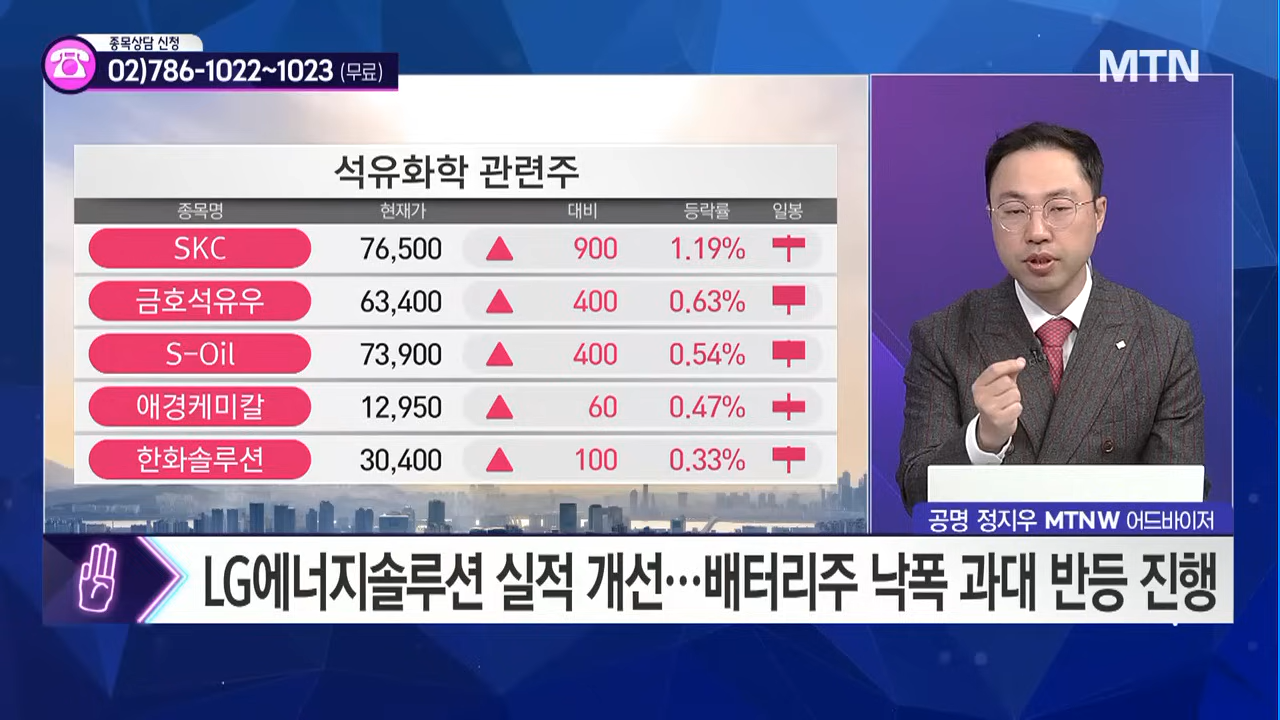 종목상담 신청
02)786-1022~1023 (무료)
MTN
석유화학 관련주
종목명 현재가 대비 등락률 일봉
SKC 76,500 ▲ 900 1.19%
금호석유우 63,400 ▲ 400 0.63%
S-Oil 73,900 ▲ 400 0.54%
애경케미칼 12,950 ▲ 60 0.47%
한화솔루션 30,400 ▲ 100 0.33%
공명 정지우 MTNW 어드바이저
LG에너지솔루션 실적 개선…배터리주 낙폭 과대 반등 진행